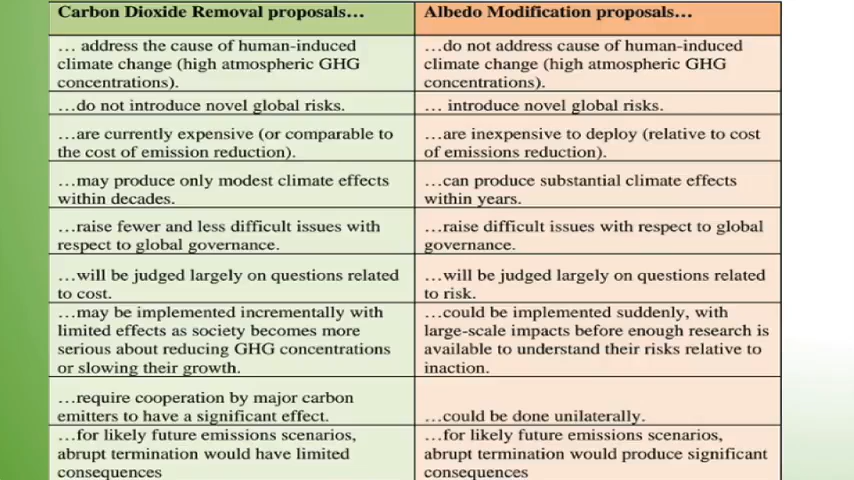 Carbon Dioxide Removal proposals…
Albedo Modification proposals…
… address the cause of human-induced
climate change (high atmospheric GHG
concentrations).
…do not address cause of human-induced
climate change (high atmospheric GHG
concentrations).
…do not introduce novel global risks.
… introduce novel global risks.
…are currently expensive (or comparable to
the cost of emission reduction).
…are inexpensive to deploy (relative to cost
of emissions reduction).
…may produce only modest climate effects
within decades.
…can produce substantial climate effects
within years.
…raise fewer and less difficult issues with
respect to global governance.
…raise difficult issues with respect to global
governance.
…will be judged largely on questions related
to cost.
…will be judged largely on questions related
to risk.
…may be implemented incrementally with
limited effects as society becomes more
serious about reducing GHG concentrations
or slowing their growth.
…could be implemented suddenly, with
large-scale impacts before enough research is
available to understand their risks relative to
inaction.
…require cooperation by major carbon
emitters to have a significant effect.
…could be done unilaterally.
…for likely future emissions scenarios,
abrupt termination would have limited
consequences
…for likely future emissions scenarios,
abrupt termination would produce significant
consequences